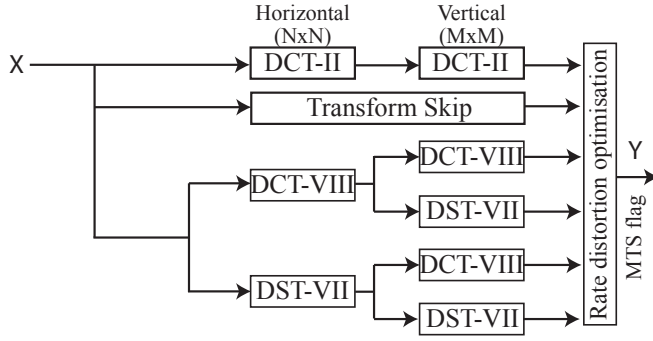 Horizontal
(NxN)
Vertical
(MxM)
X
DCT-II
DCT-II
Transform Skip
DCT-VIII
DCT-VIII
DST-VII
DST-VII
DCT-VIII
DST-VII
Rate distortion optimisation
Y
MTS flag